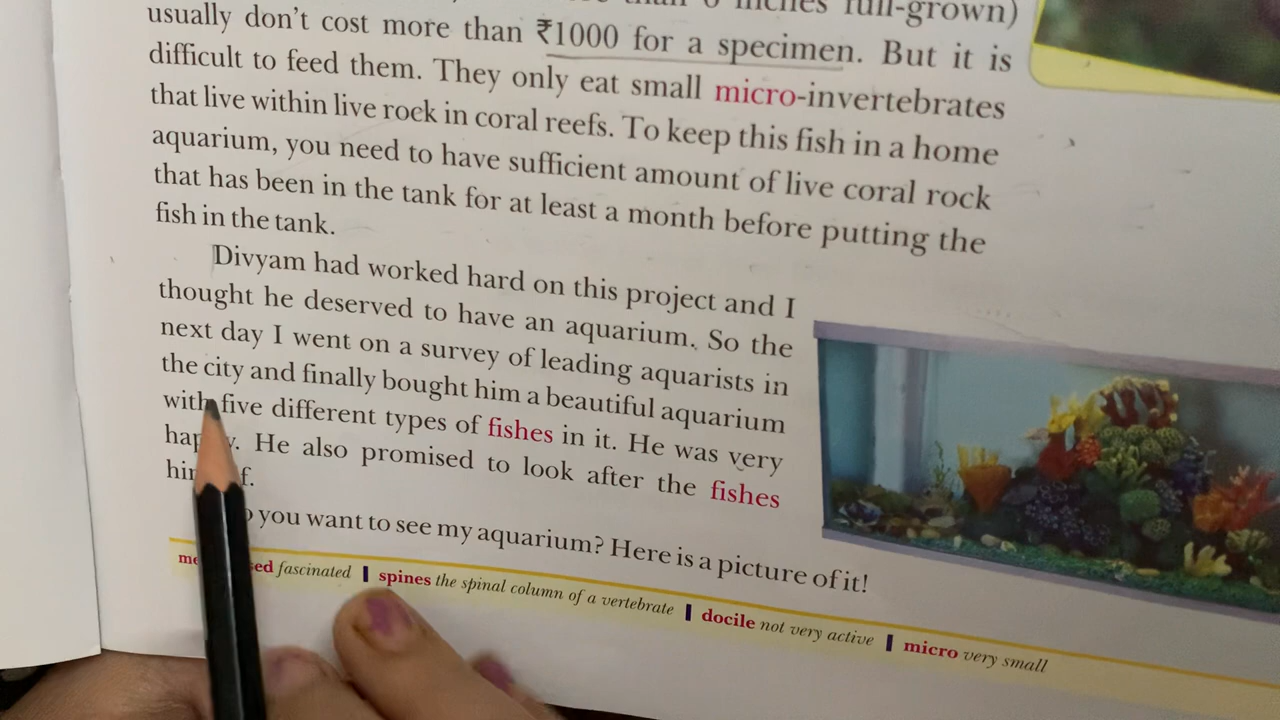 than 6 inches full-grown)
usually don't cost more than ₹1000 for a specimen. But it is
difficult to feed them. They only eat small micro-invertebrates
that live within live rock in coral reefs. To keep this fish in a home
aquarium, you need to have sufficient amount of live coral rock
that has been in the tank for at least a month before putting the
fish in the tank.
Divyam had worked hard on this project and I
thought he deserved to have an aquarium. So the
next day I went on a survey of leading aquarists in
the city and finally bought him a beautiful aquarium
with five different types of fishes in it. He was very
He also promised to look after the fishes
you want to see my aquarium? Here is a picture of it!
fascinated | spines the spinal column of a vertebrate | docile not very active | micro very small